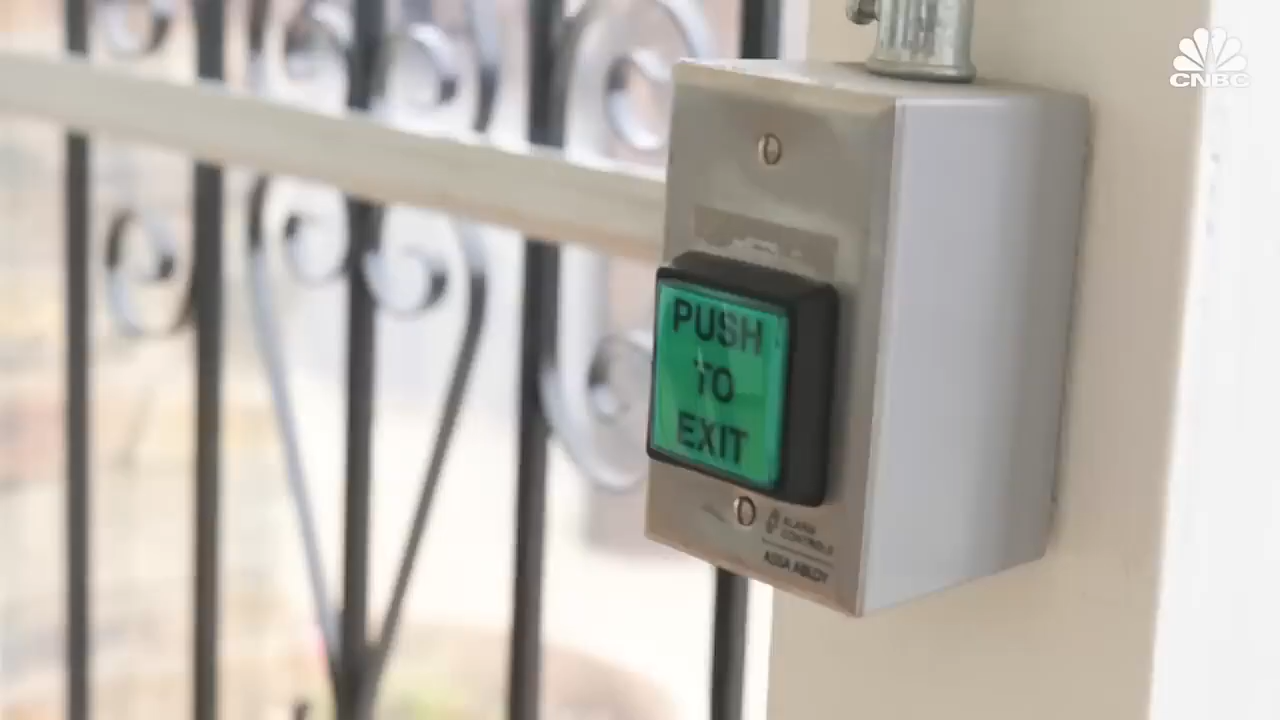 CNBC
PUSH
TO
EXIT
ALARM
CONTROLS
ASSA ABLOY